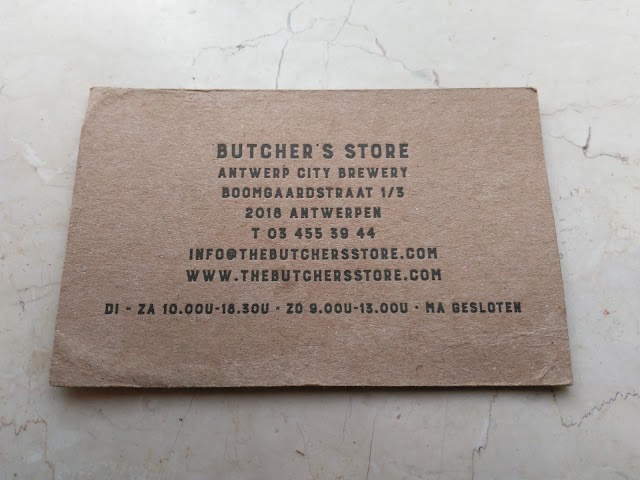 BUTCHER'S STORE
ANTWERP CITY BREWERY
BOOMGAARDSTRAAT 1/3
2018 ANTWERPEN
T 03 455 39 44
INFO@THEBUTCHERSSTORE.COM
WWW.THEBUTCHERSSTORE.COM
DI - ZA 10.00U-18.30U · ZO 9.00U-13.00U · MA GESLOTEN